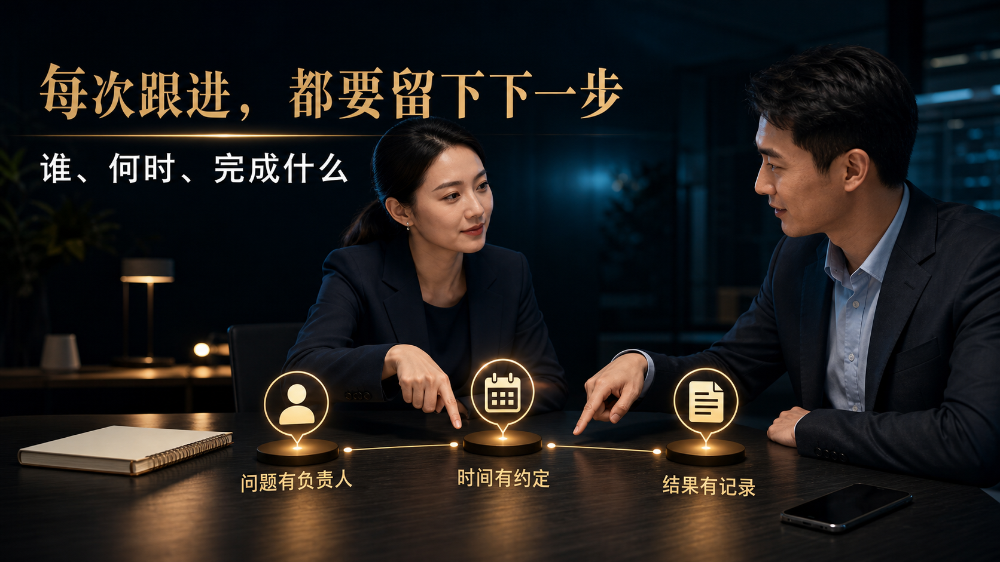 每次跟进，都要留下下一步
谁、何时、完成什么
问题有负责人
时间有约定
结果有记录